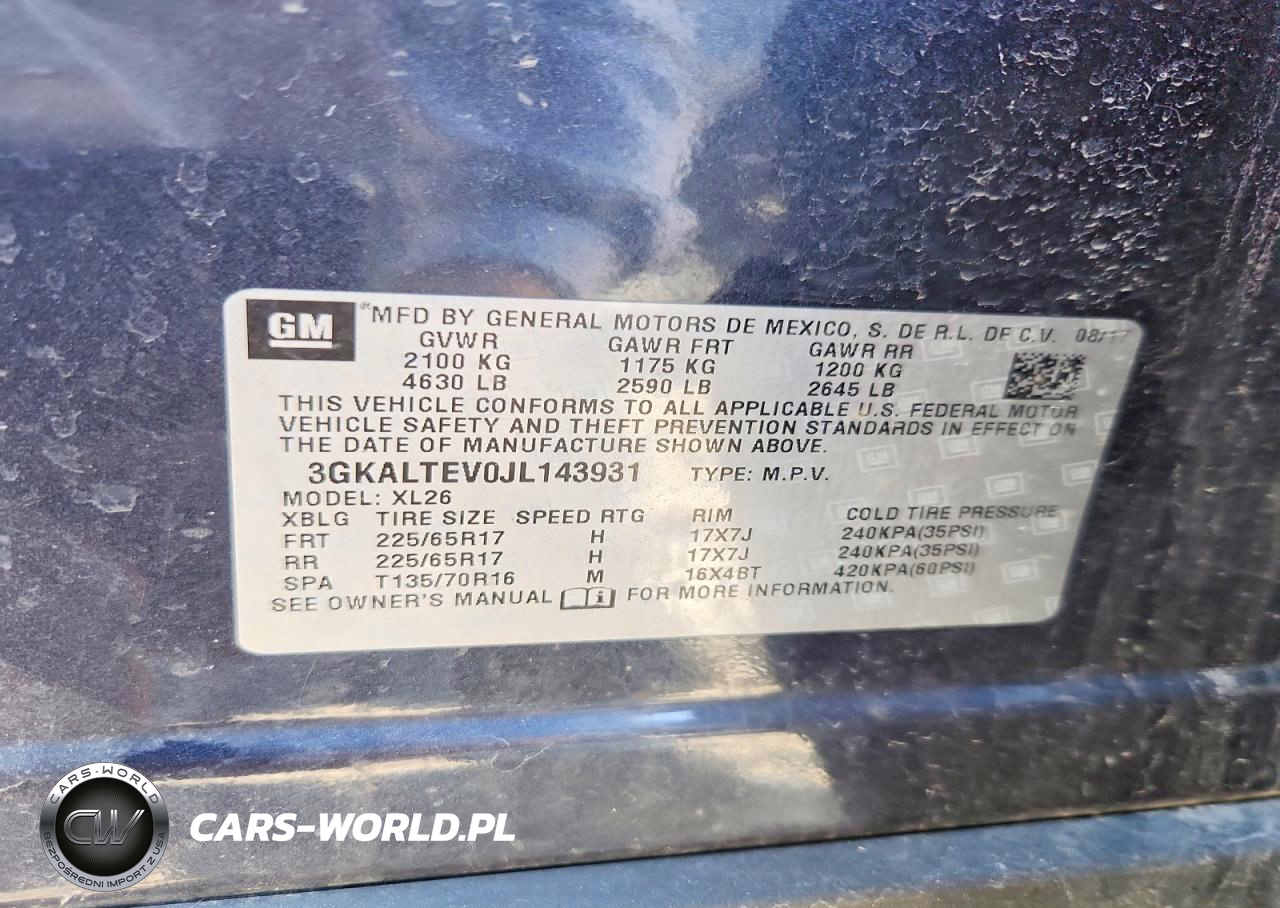 GM
®MFD BY GENERAL MOTORS DE MEXICO, S. DE R.L. DE C.V. 08/17
GVWR GAWR FRT GAWR RR
2100 KG 1175 KG 1200 KG
4630 LB 2590 LB 2645 LB
THIS VEHICLE CONFORMS TO ALL APPLICABLE U.S. FEDERAL MOTOR
VEHICLE SAFETY AND THEFT PREVENTION STANDARDS IN EFFECT ON
THE DATE OF MANUFACTURE SHOWN ABOVE.
3GKALTEV0JL143931 TYPE: M.P.V.
MODEL: XL26
XBLG TIRE SIZE SPEED RTG RIM COLD TIRE PRESSURE
FRT 225/65R17 H 17X7J 240KPA(35PSI)
RR 225/65R17 H 17X7J 240KPA(35PSI)
SPA T135/70R16 M 16X4BT 420KPA(60PSI)
SEE OWNER'S MANUAL FOR MORE INFORMATION.
CARS-WORLD
CW
BEZPOŚREDNI IMPORT Z USA
CARS-WORLD.PL